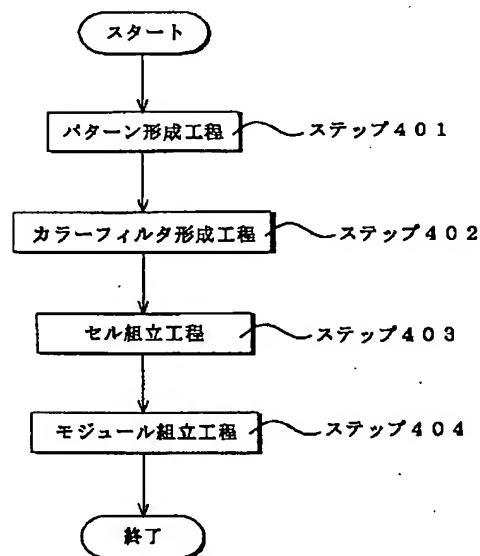 スタート
パターン形成工程 ステップ401
カラーフィルタ形成工程 ステップ402
セル組立工程 ステップ403
モジュール組立工程 ステップ404
終了